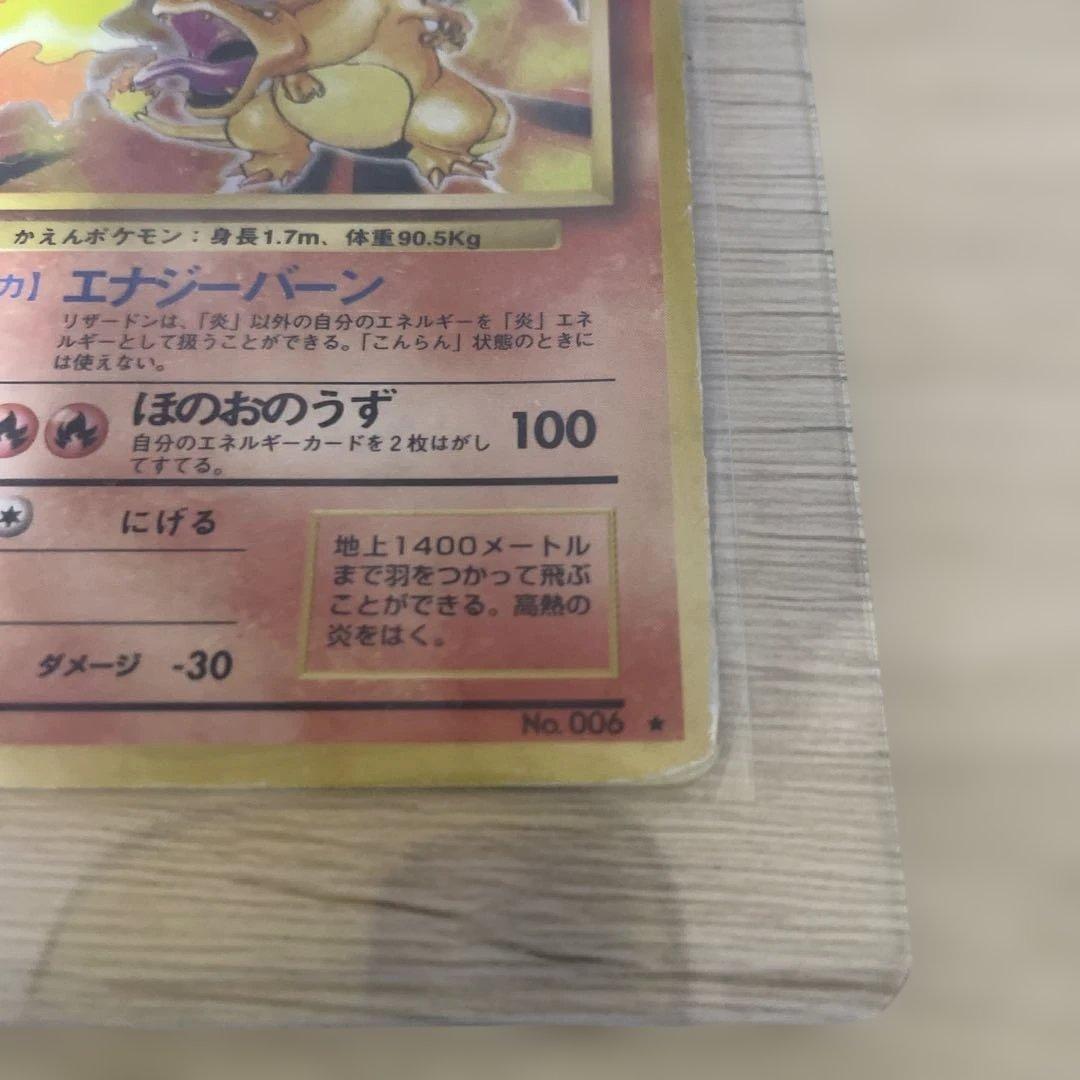 かえんポケモン：身長1.7m、体重90.5Kg
カ】 エナジーバーン
リザードンは、「炎」以外の自分のエネルギーを「炎」エネ
ルギーとして扱うことができる。「こんらん」状態のときに
は使えない。
ほのおのうず 100
自分のエネルギーカードを2枚はがし
てすてる。
にげる
地上1400メートル
まで羽をつかって飛ぶ
ことができる。高熱の
炎をはく。
ダメージ -30
No. 006 ★